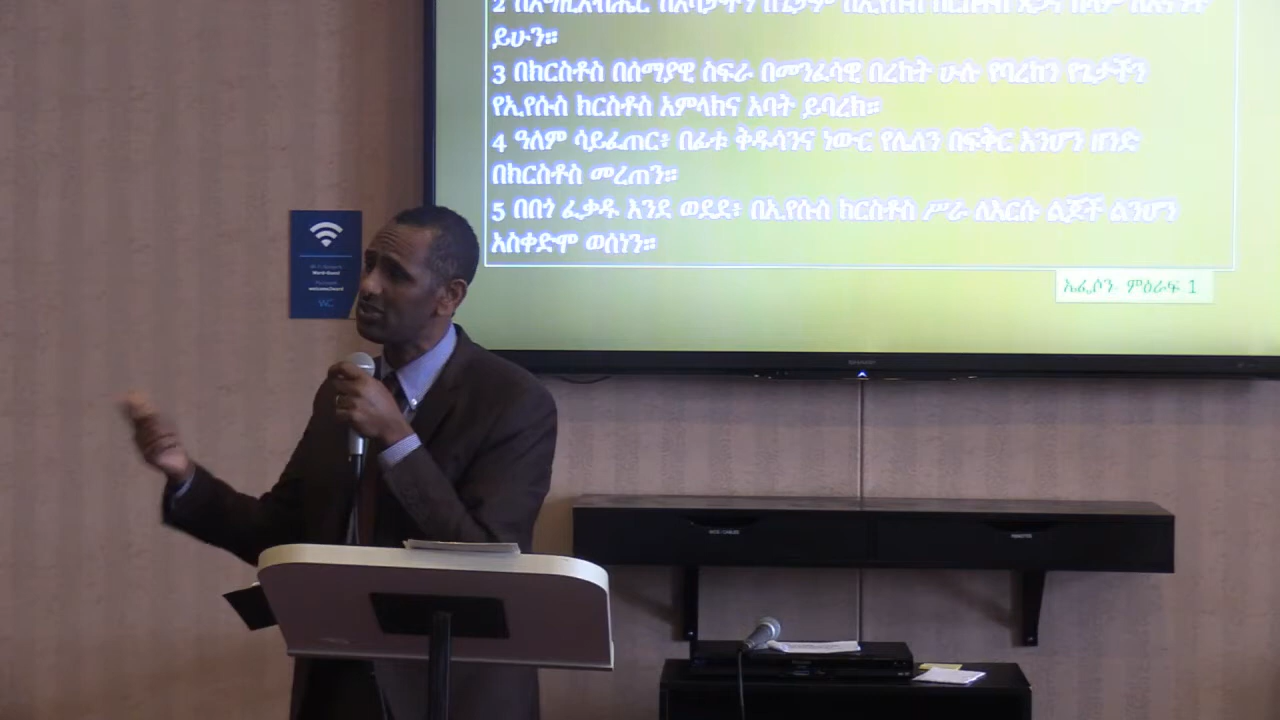 ይሁን።
3 በክርስቶስ በሰማያዊ ስፍራ በመንፈሳዊ በረከት ሁሉ የባረከን የጌታችን
የኢየሱስ ክርስቶስ አምላክና አባት ይባረክ።
4 ዓለም ሳይፈጠር፥ በፊቱ ቅዱሳንና ነውር የሌለን በፍቅር እንሆን ዘንድ
በክርስቶስ መረጠን።
5 በበጎ ፈቃዱ እንደ ወደደ፥ በኢየሱስ ክርስቶስ ሥራ ለእርሱ ልጆች ልንሆን
አስቀድሞ ወሰነን።
ኤፌሶን ምዕራፍ 1
SHARP
WC